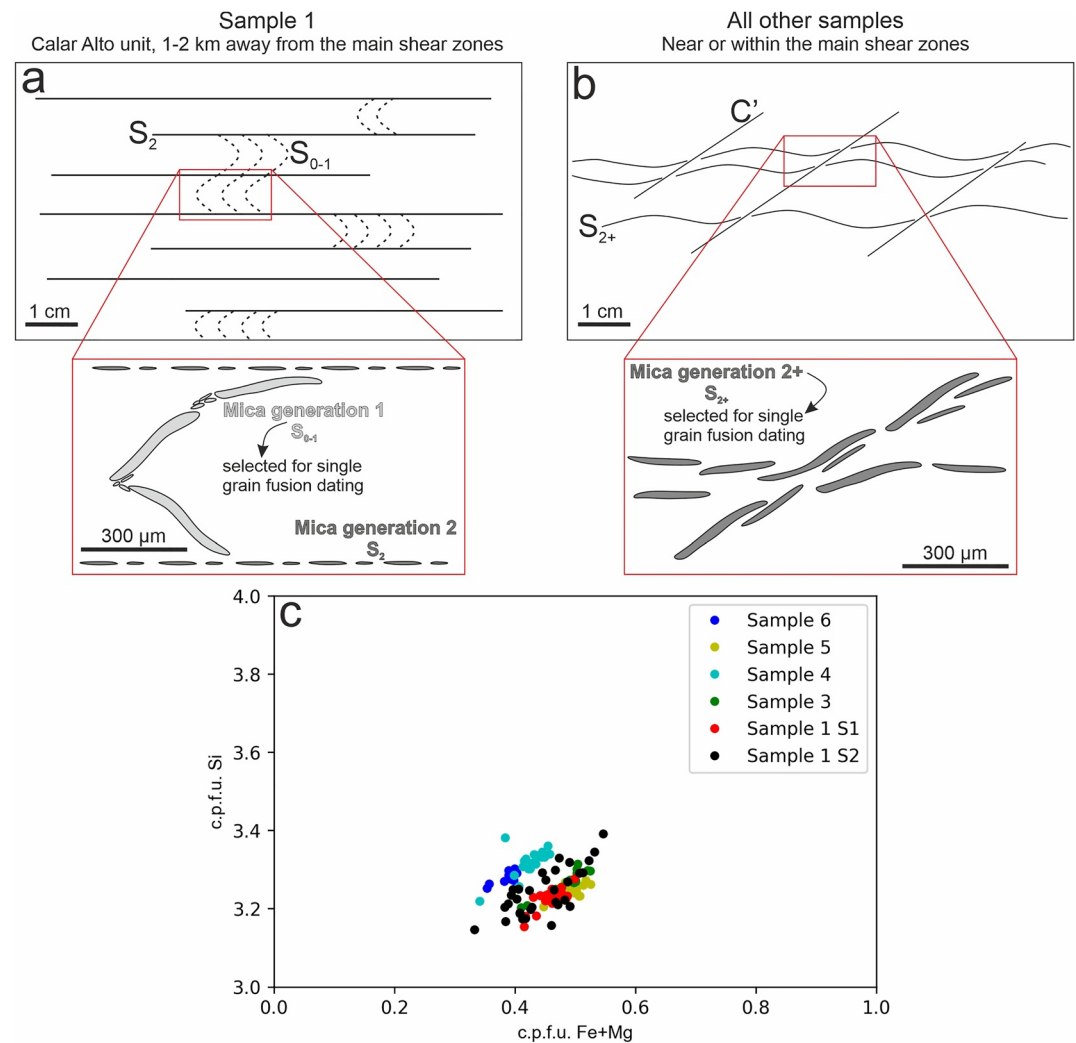 Sample 1
Calar Alto unit, 1-2 km away from the main shear zones
All other samples
Near or within the main shear zones
a
S2
S0-1
1 cm
b
C’
S2+
1 cm
Mica generation 1
S0-1
selected for single
grain fusion dating
Mica generation 2
S2
300 µm
Mica generation 2+
S2+
selected for single
grain fusion dating
300 µm
c
4.0
3.8
3.6
3.4
3.2
3.0
c.p.f.u. Si
Sample 6
Sample 5
Sample 4
Sample 3
Sample 1 S1
Sample 1 S2
0.0 0.2 0.4 0.6 0.8 1.0
c.p.f.u. Fe+Mg